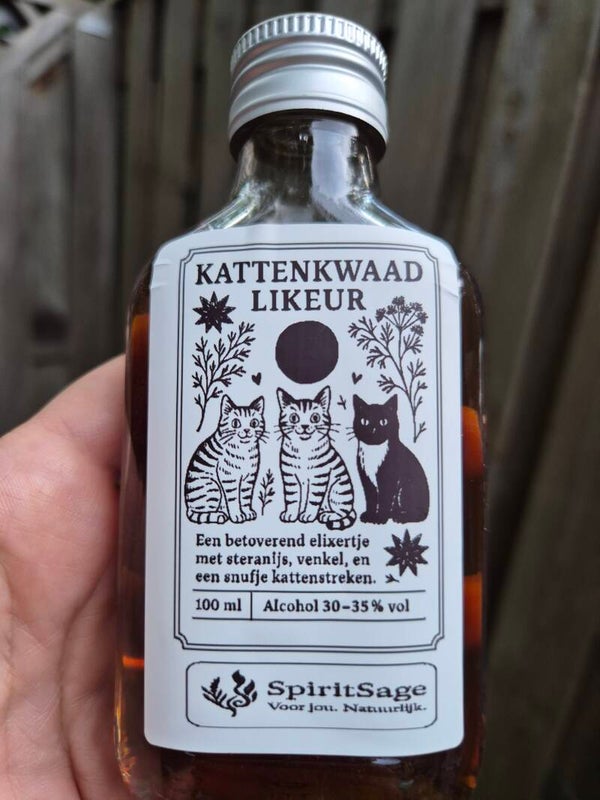 KATTENKWAAD
LIKEUR
Een betoverend elixertje
met steranijs, venkel, en
een snufje kattenstreken.
100 ml
Alcohol 30–35% vol
SpiritSage
Voor jou. Natuurlijk.